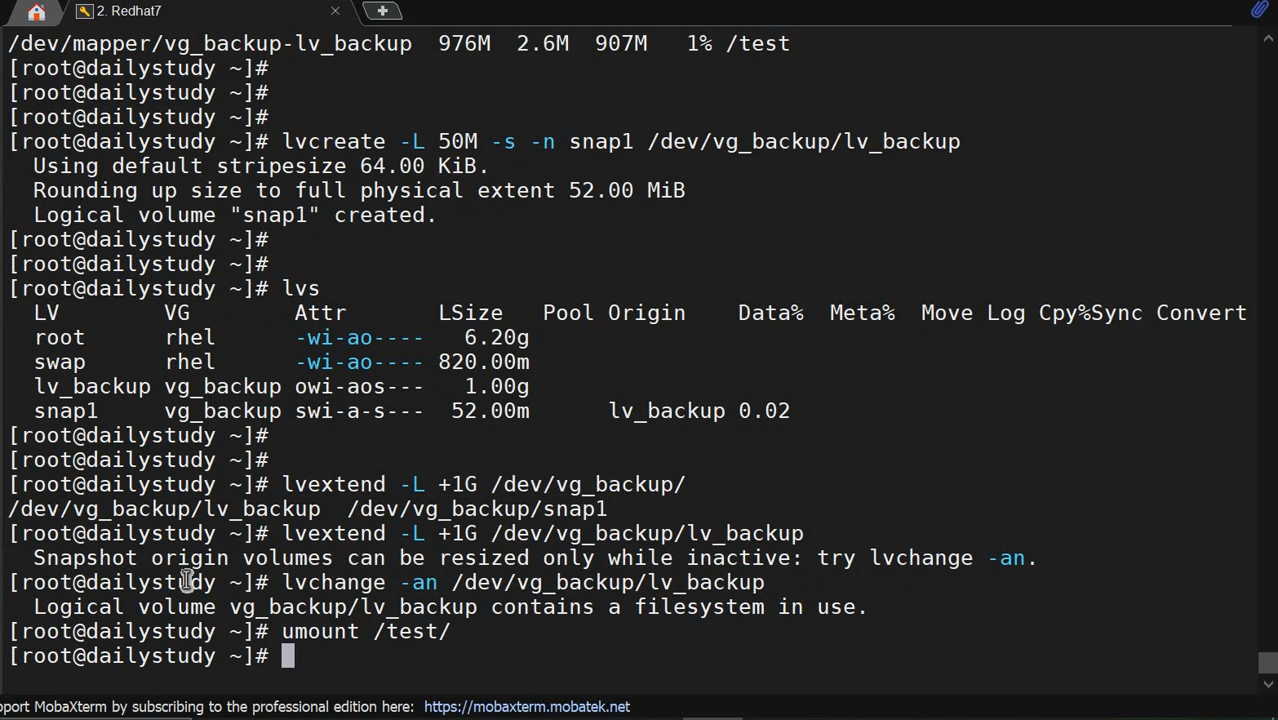 2. Redhat7
/dev/mapper/vg_backup-lv_backup  976M  2.6M  907M   1% /test
[root@dailystudy ~]#
[root@dailystudy ~]#
[root@dailystudy ~]#
[root@dailystudy ~]# lvcreate -L 50M -s -n snap1 /dev/vg_backup/lv_backup
  Using default stripesize 64.00 KiB.
  Rounding up size to full physical extent 52.00 MiB
  Logical volume "snap1" created.
[root@dailystudy ~]#
[root@dailystudy ~]#
[root@dailystudy ~]# lvs
  LV        VG        Attr       LSize   Pool Origin    Data%  Meta%  Move Log Cpy%Sync Convert
  root      rhel      -wi-ao----   6.20g
  swap      rhel      -wi-ao---- 820.00m
  lv_backup vg_backup owi-aos---   1.00g
  snap1     vg_backup swi-a-s---  52.00m      lv_backup 0.02
[root@dailystudy ~]#
[root@dailystudy ~]#
[root@dailystudy ~]# lvextend -L +1G /dev/vg_backup/
/dev/vg_backup/lv_backup  /dev/vg_backup/snap1
[root@dailystudy ~]# lvextend -L +1G /dev/vg_backup/lv_backup
  Snapshot origin volumes can be resized only while inactive: try lvchange -an.
[root@dailystudy ~]# lvchange -an /dev/vg_backup/lv_backup
  Logical volume vg_backup/lv_backup contains a filesystem in use.
[root@dailystudy ~]# umount /test/
[root@dailystudy ~]#
pport MobaXterm by subscribing to the professional edition here: https://mobaxterm.mobatek.net